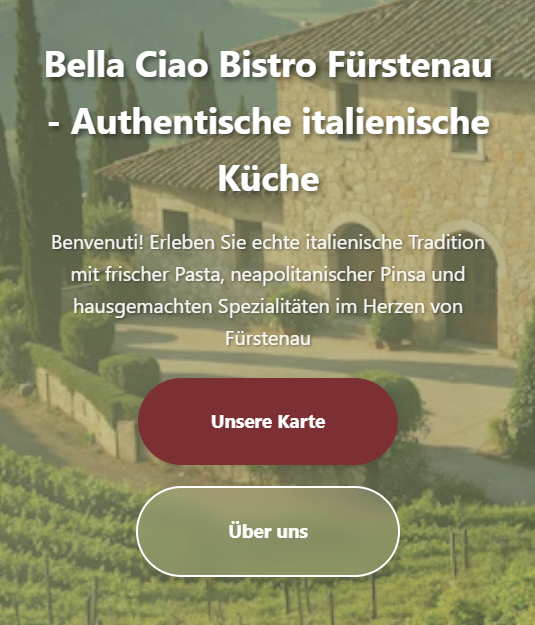 Bella Ciao Bistro Fürstenau
- Authentische italienische
Küche
Benvenuti! Erleben Sie echte italienische Tradition
mit frischer Pasta, neapolitanischer Pinsa und
hausgemachten Spezialitäten im Herzen von
Fürstenau
Unsere Karte
Über uns